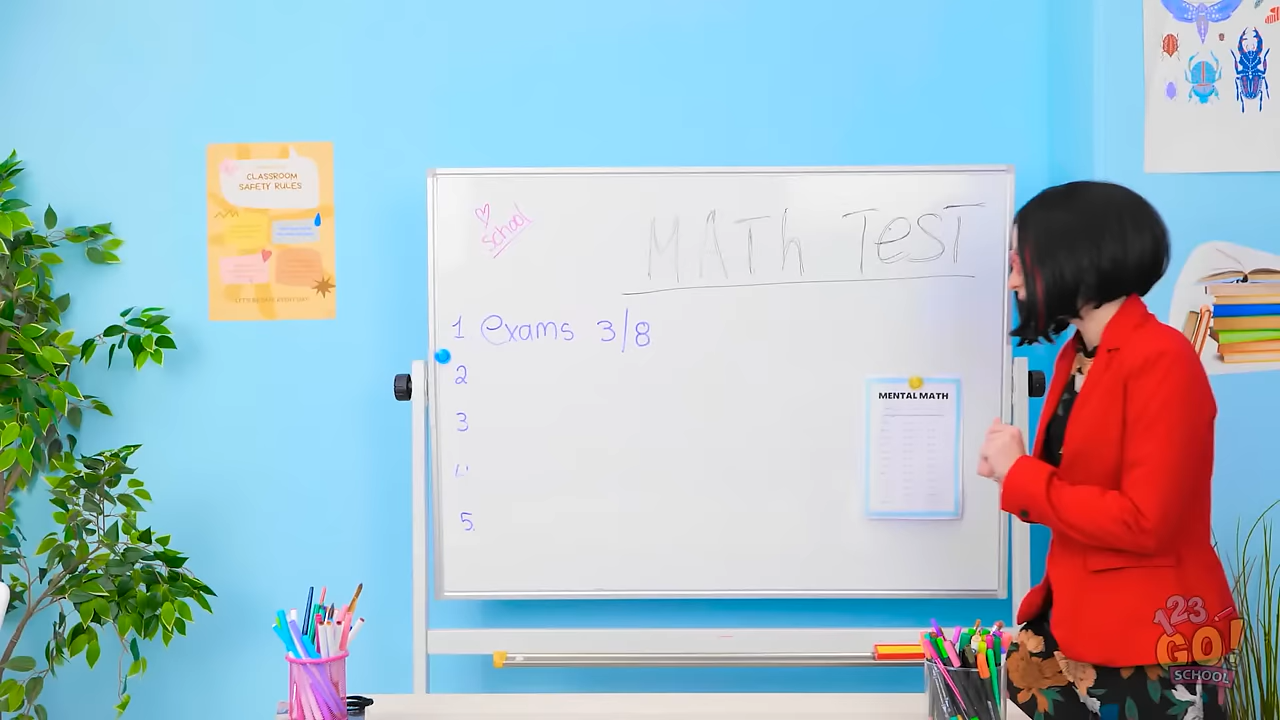 CLASSROOM
SAFETY RULES
school
MATh TeST
1 exams 3/8
2
3
5.
MENTAL MATH
123
GO!
SCHOOL